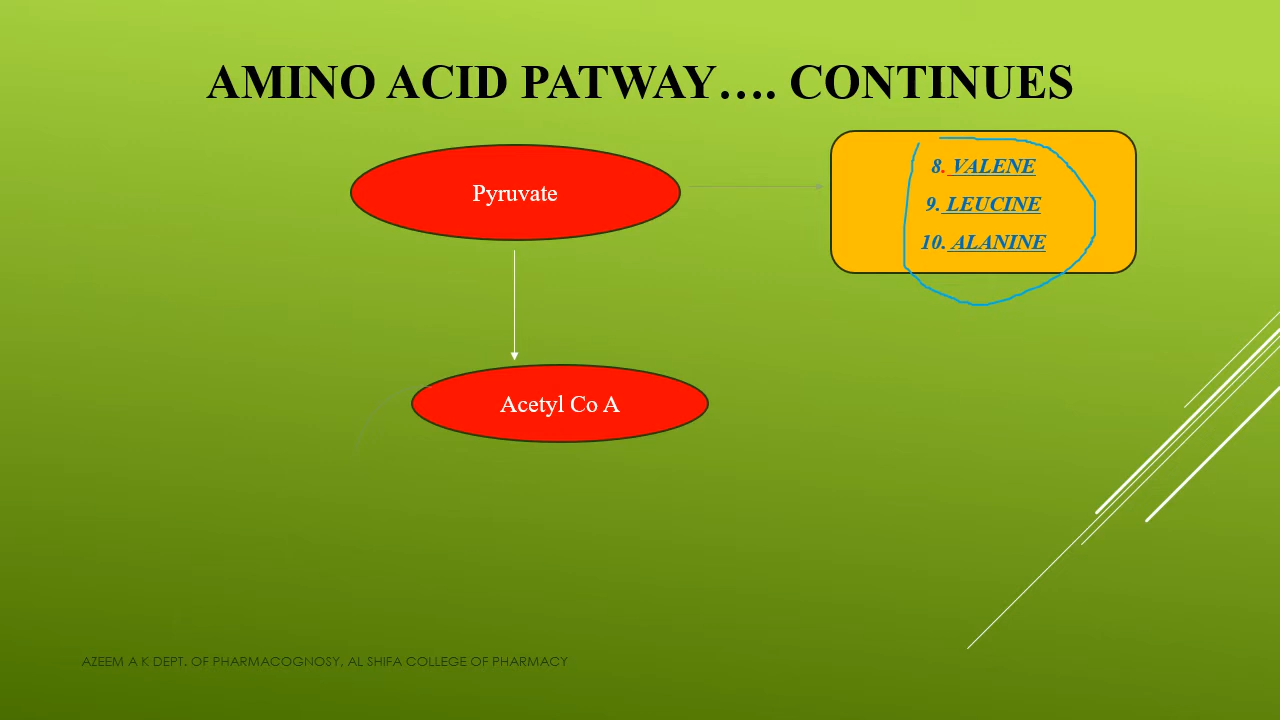 AMINO ACID PATWAY.... CONTINUES
Pyruvate
8. VALENE
9. LEUCINE
10. ALANINE
Acetyl Co A
AZEEM A K DEPT. OF PHARMACOGNOSY, AL SHIFA COLLEGE OF PHARMACY